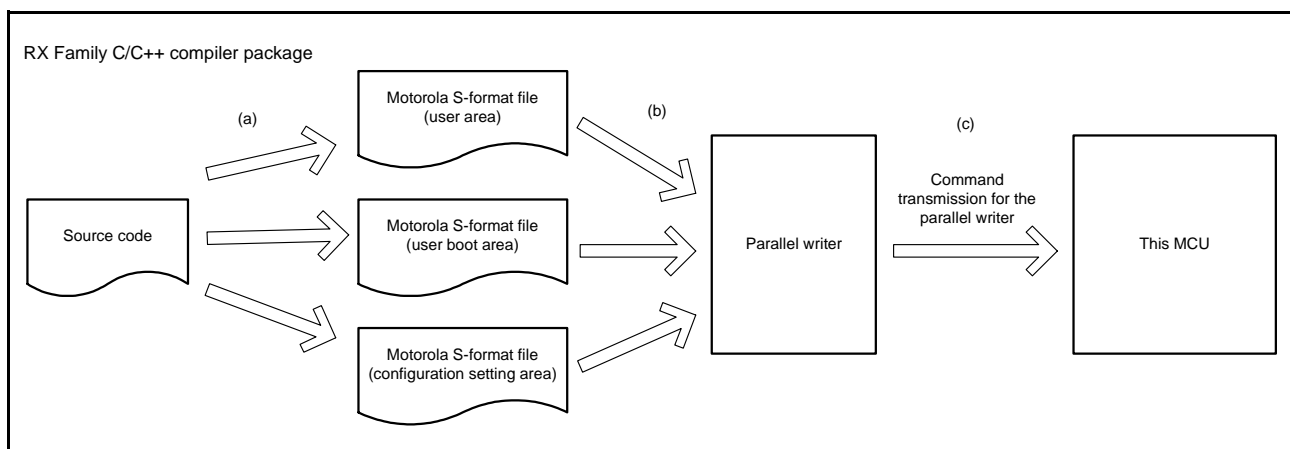 RX Family C/C++ compiler package
(a)
Motorola S-format file
(user area)
(b)
(c)
Source code
Motorola S-format file
(user boot area)
Parallel writer
Command
transmission for the
parallel writer
This MCU
Motorola S-format file
(configuration setting area)